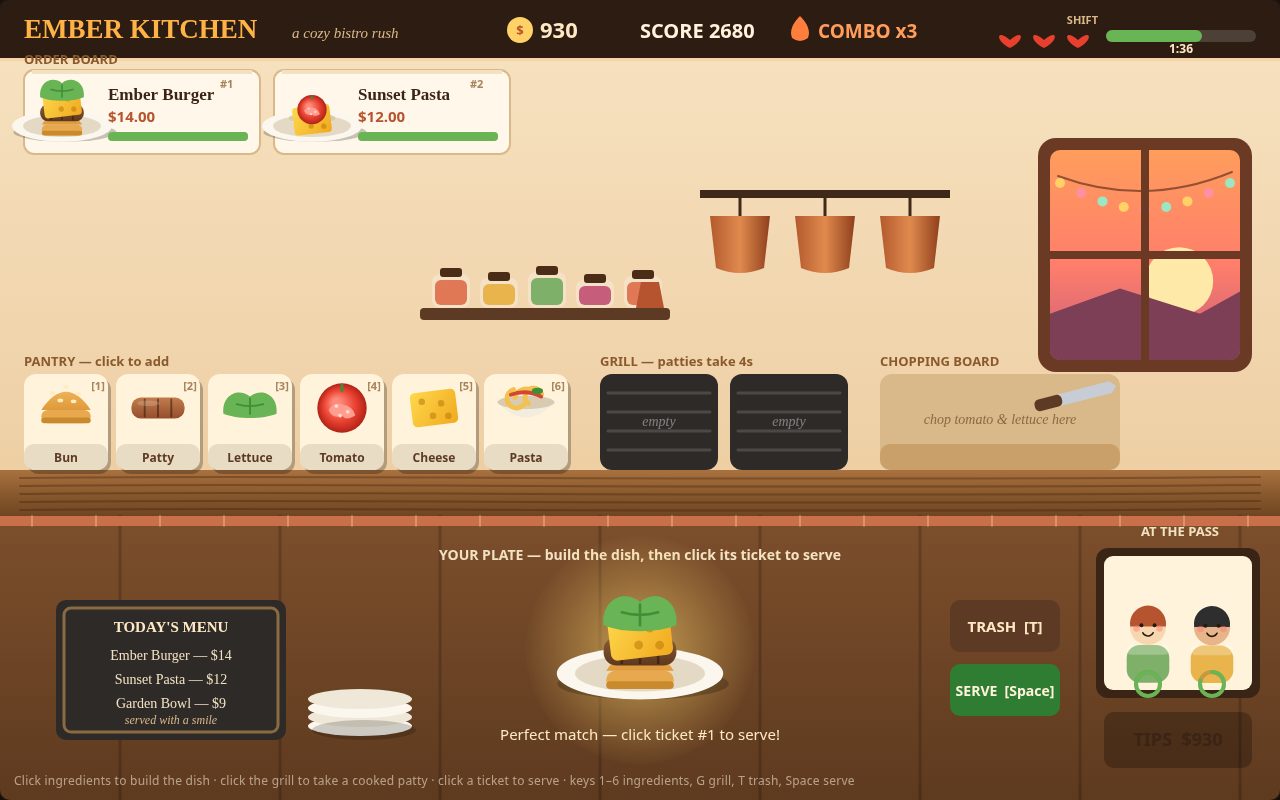 EMBER KITCHEN
a cozy bistro rush
$ 930
SCORE 2680
COMBO x3
SHIFT
1:36
ORDER BOARD
Ember Burger #1
$14.00
Sunset Pasta #2
$12.00
PANTRY — click to add
[1] Bun
[2] Patty
[3] Lettuce
[4] Tomato
[5] Cheese
[6] Pasta
GRILL — patties take 4s
empty
empty
CHOPPING BOARD
chop tomato & lettuce here
AT THE PASS
YOUR PLATE — build the dish, then click its ticket to serve
TODAY'S MENU
Ember Burger — $14
Sunset Pasta — $12
Garden Bowl — $9
served with a smile
TRASH [T]
SERVE [Space]
TIPS $930
Perfect match — click ticket #1 to serve!
Click ingredients to build the dish · click the grill to take a cooked patty · click a ticket to serve · keys 1–6 ingredients, G grill, T trash, Space serve